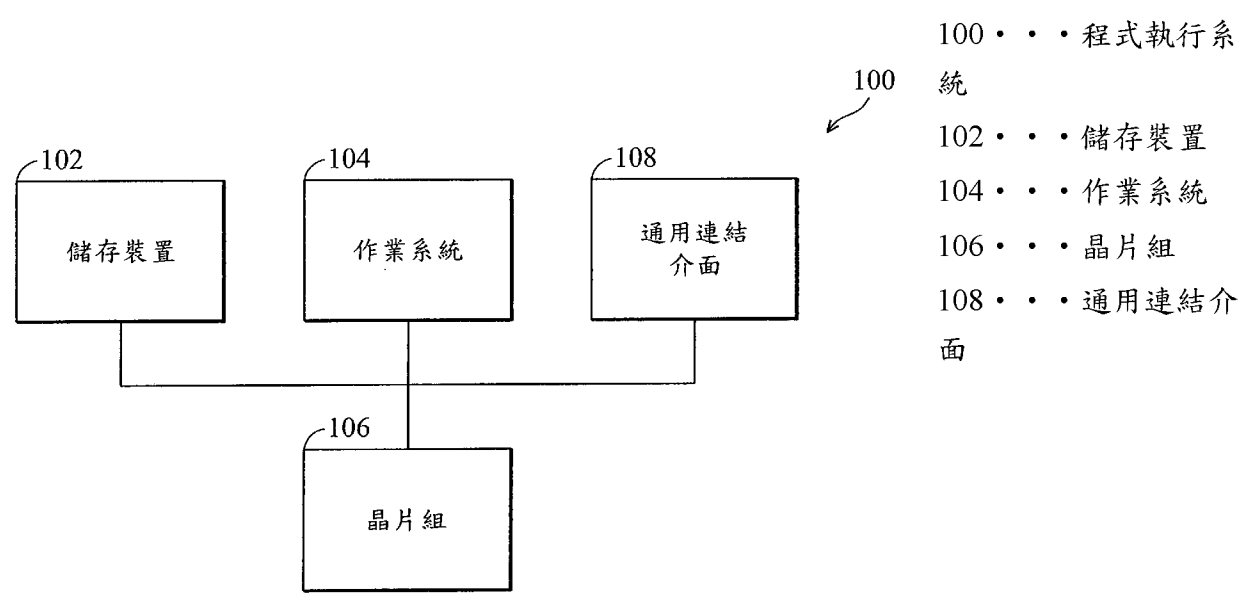 100
102
儲存裝置
104
作業系統
108
通用連結
介面
106
晶片組
100・・・程式執行系
統
102・・・儲存裝置
104・・・作業系統
106・・・晶片組
108・・・通用連結介
面